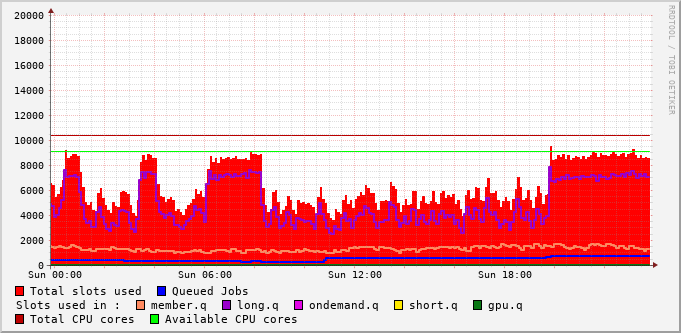 20000
18000
16000
14000
12000
10000
8000
6000
4000
2000
0
Sun 00:00 Sun 06:00 Sun 12:00 Sun 18:00
Total slots used Queued Jobs
Slots used in : member.q long.q ondemand.q short.q gpu.q
Total CPU cores Available CPU cores
RRDTOOL / TOBI OETIKER